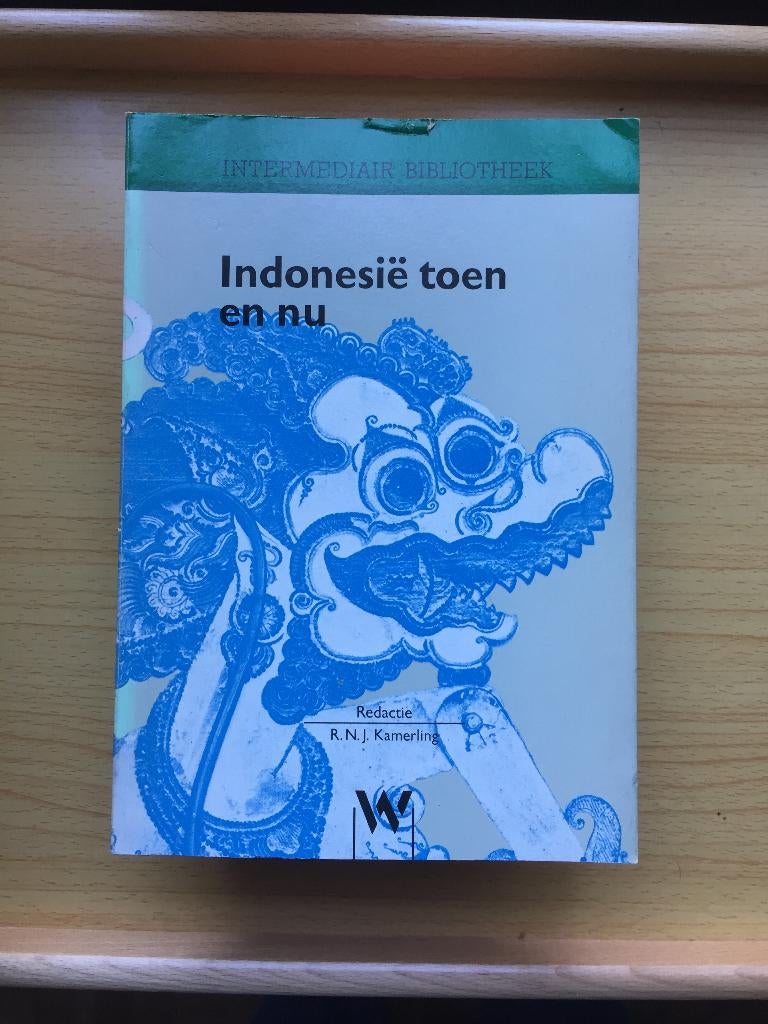 INTERMEDIAIR BIBLIOTHEEK
Indonesië toen
en nu
Redactie
R.N.J. Kamerling
W